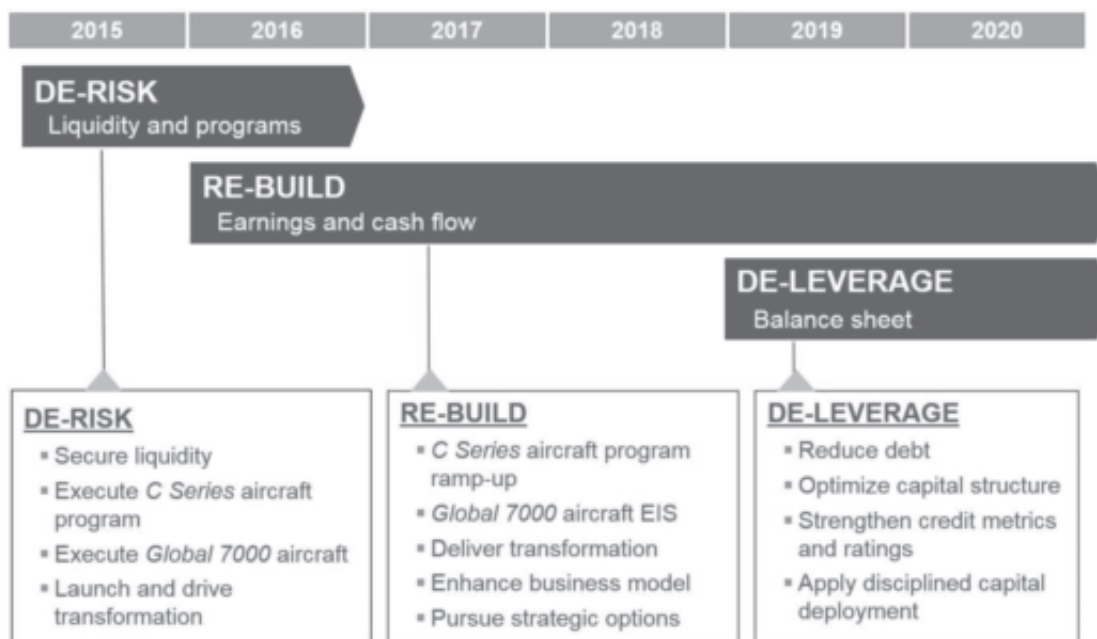 2015 2016 2017 2018 2019 2020
DE-RISK
Liquidity and programs
RE-BUILD
Earnings and cash flow
DE-LEVERAGE
Balance sheet
DE-RISK
▪ Secure liquidity
▪ Execute C Series aircraft
program
▪ Execute Global 7000 aircraft
▪ Launch and drive
transformation
RE-BUILD
▪ C Series aircraft program
ramp-up
▪ Global 7000 aircraft EIS
▪ Deliver transformation
▪ Enhance business model
▪ Pursue strategic options
DE-LEVERAGE
▪ Reduce debt
▪ Optimize capital structure
▪ Strengthen credit metrics
and ratings
▪ Apply disciplined capital
deployment